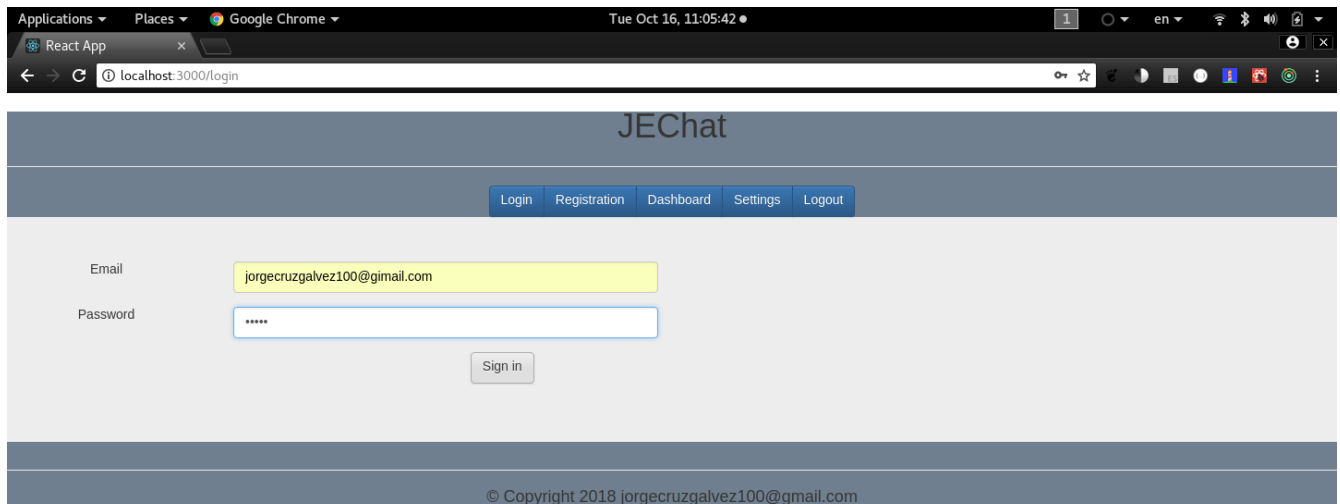 Applications Places Google Chrome Tue Oct 16, 11:05:42 1 en
React App
localhost:3000/login
JEChat
Login Registration Dashboard Settings Logout
Email jorgecruzgalvez100@gimail.com
Password •••••
Sign in
© Copyright 2018 jorgecruzgalvez100@gmail.com